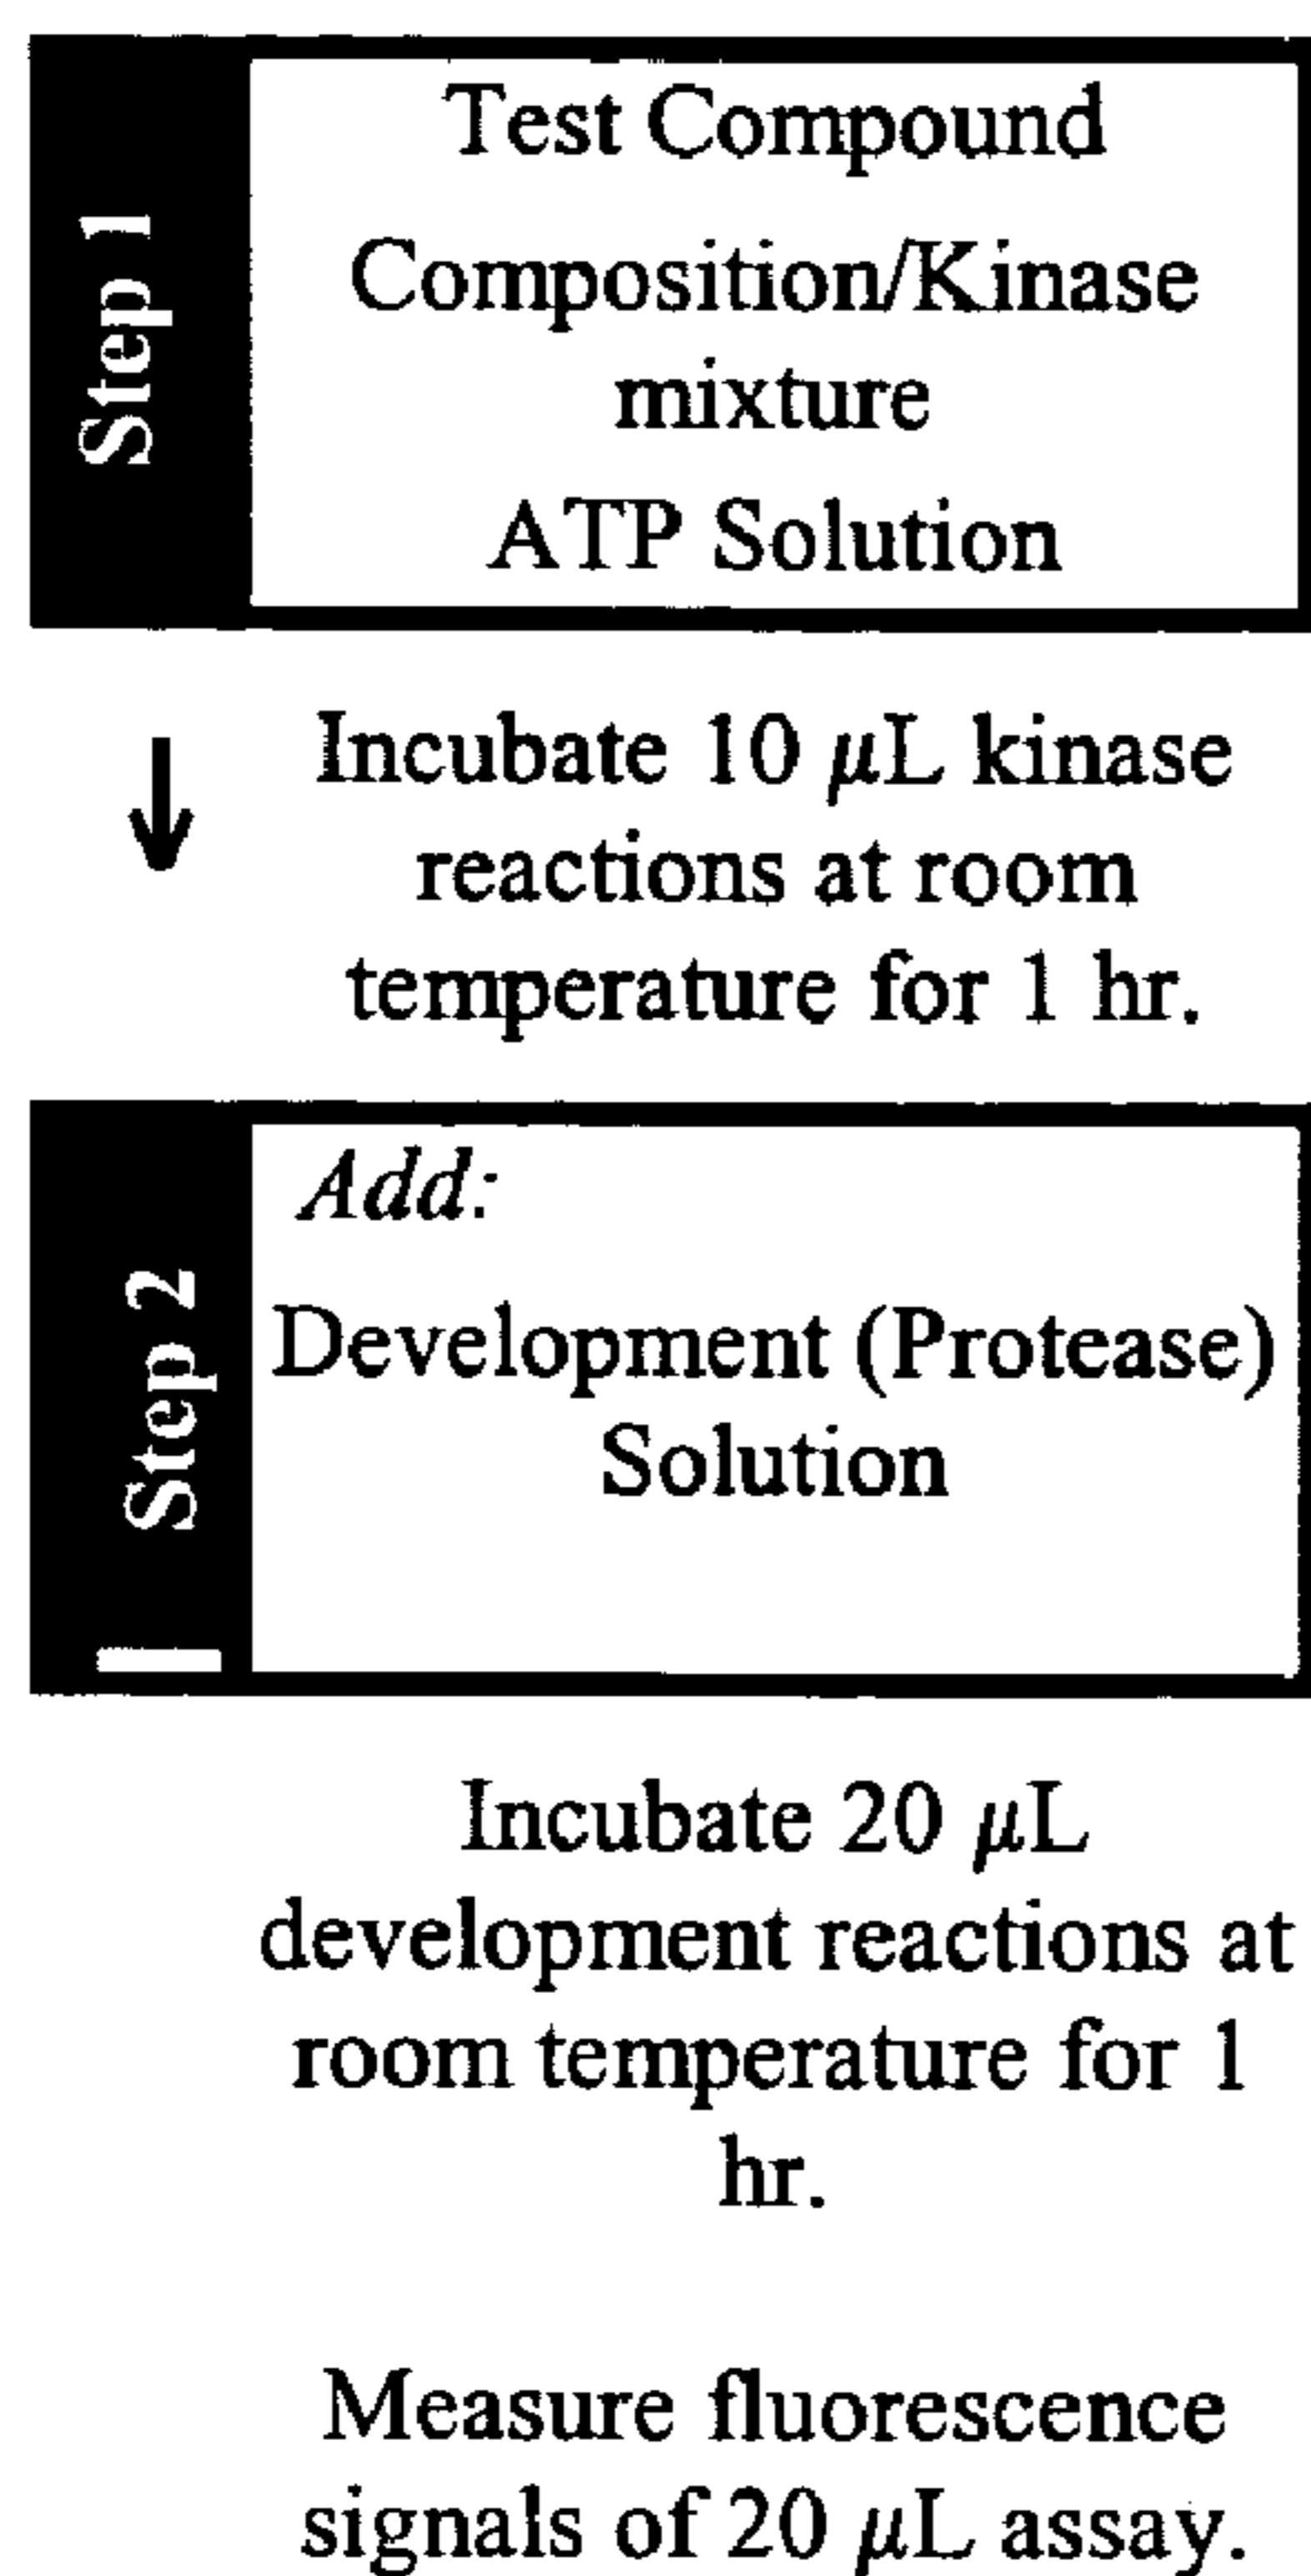 Step 1
Test Compound
Composition/Kinase
mixture
ATP Solution
Incubate 10 μL kinase
reactions at room
temperature for 1 hr.
Step 2
Add:
Development (Protease)
Solution
Incubate 20 μL
development reactions at
room temperature for 1
hr.
Measure fluorescence
signals of 20 μL assay.